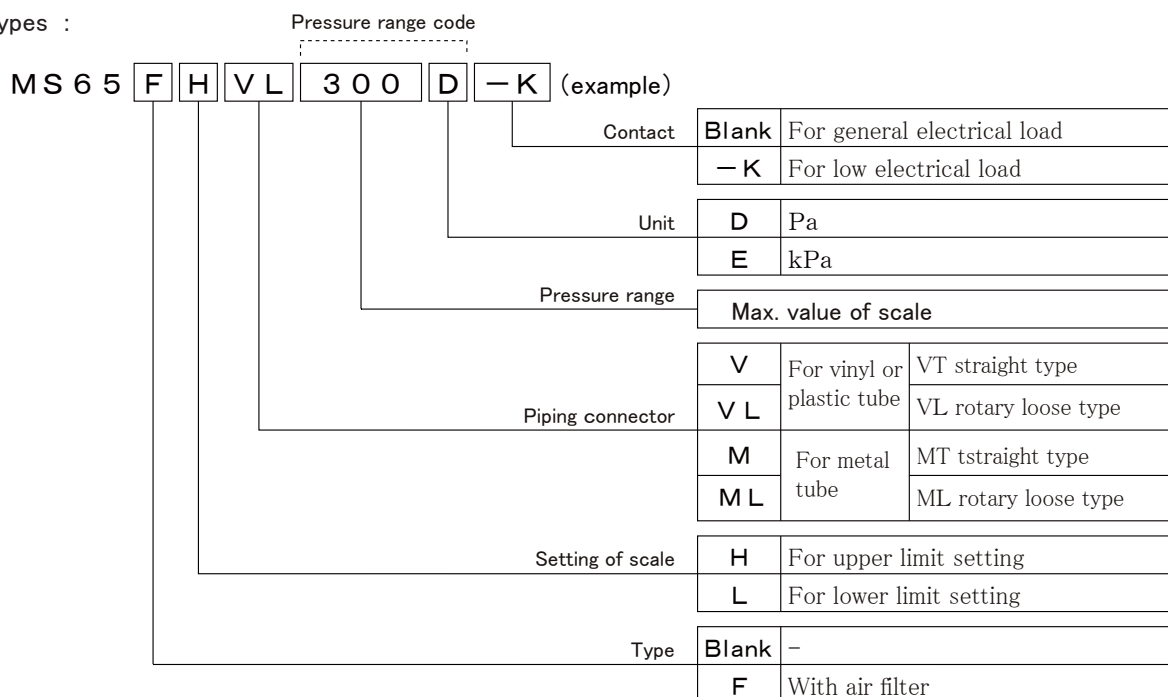 ypes :
Pressure range code
MS65 F H VL 300 D －K (example)
Contact Blank For general electrical load
－K For low electrical load
Unit D Pa
E kPa
Pressure range Max. value of scale
V For vinyl or plastic tube VT straight type
Piping connector VL VL rotary loose type
M For metal tube MT tstraight type
ML ML rotary loose type
Setting of scale H For upper limit setting
L For lower limit setting
Type Blank －
F With air filter